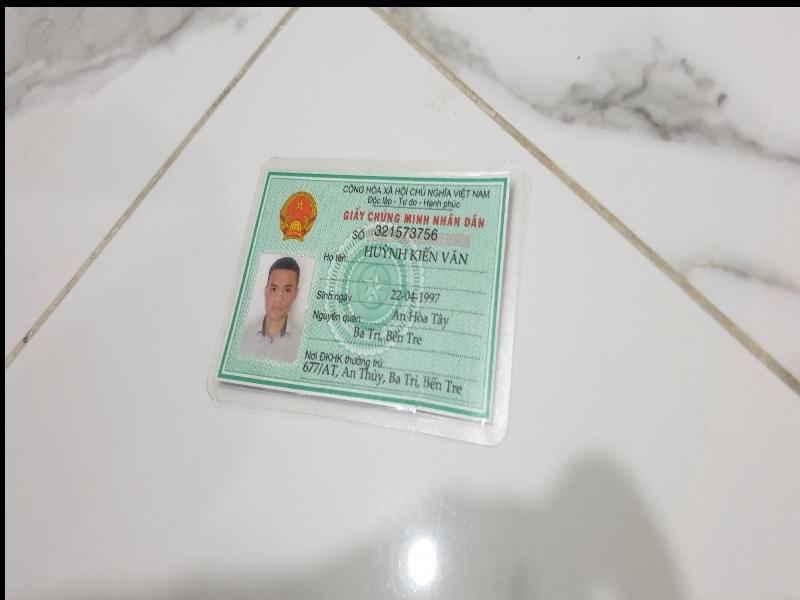 CỘNG HÒA XÃ HỘI CHỦ NGHĨA VIỆT NAM
Độc lập - Tự do - Hạnh phúc
GIẤY CHỨNG MINH NHÂN DÂN
SỐ 321573756
Họ tên: HUỲNH KIẾN VĂN
Sinh ngày 22-04-1997
Nguyên quán: An Hòa Tây
Ba Tri, Bến Tre
Nơi ĐKHK thường trú:
677/AT, An Thủy, Ba Tri, Bến Tre